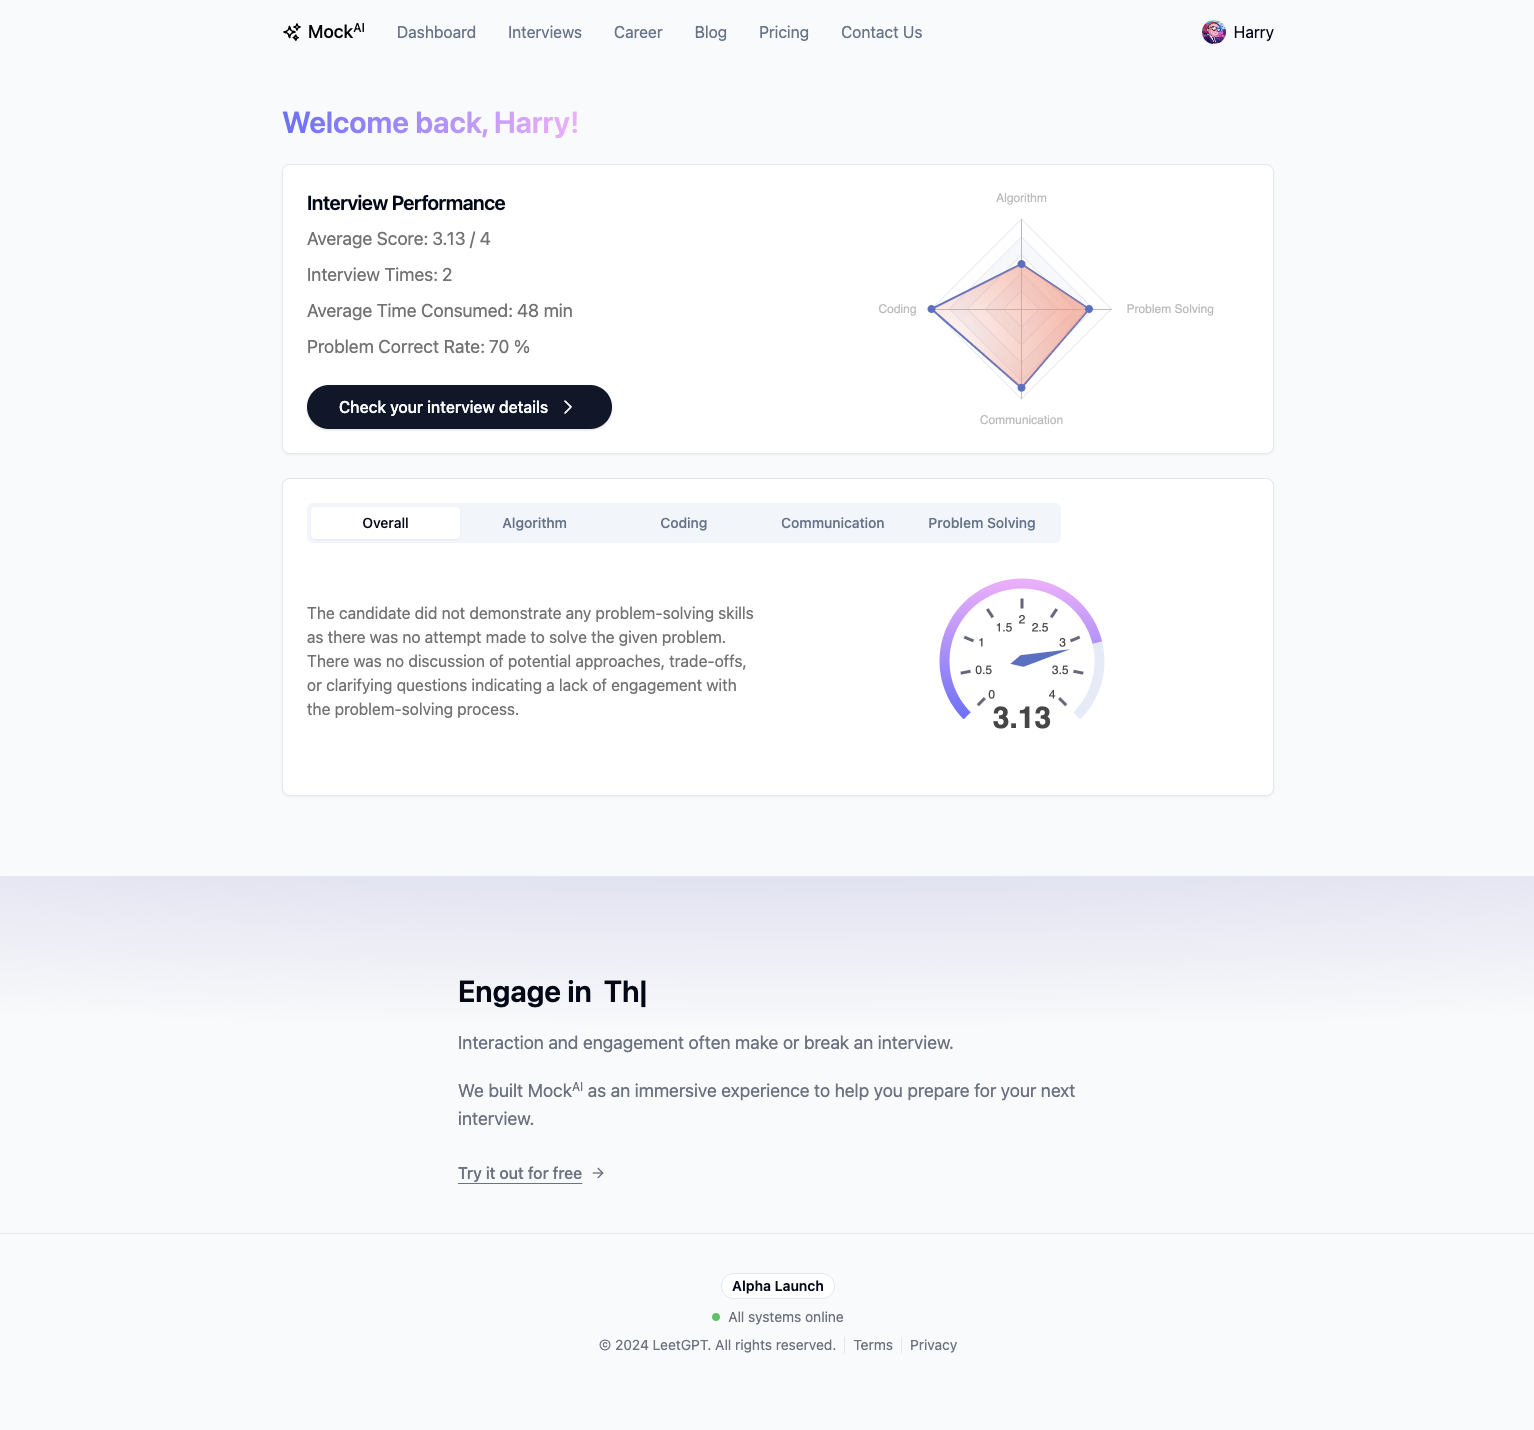 MockAI Dashboard Interviews Career Blog Pricing Contact Us Harry
Welcome back, Harry!
Interview Performance
Average Score: 3.13 / 4
Interview Times: 2
Average Time Consumed: 48 min
Problem Correct Rate: 70 %
Check your interview details
Algorithm
Coding
Problem Solving
Communication
Overall Algorithm Coding Communication Problem Solving
The candidate did not demonstrate any problem-solving skills
as there was no attempt made to solve the given problem.
There was no discussion of potential approaches, trade-offs,
or clarifying questions indicating a lack of engagement with
the problem-solving process.
0
0.5
1
1.5
2
2.5
3
3.5
4
3.13
Engage in Th|
Interaction and engagement often make or break an interview.
We built MockAI as an immersive experience to help you prepare for your next
interview.
Try it out for free
Alpha Launch
All systems online
© 2024 LeetGPT. All rights reserved. Terms Privacy